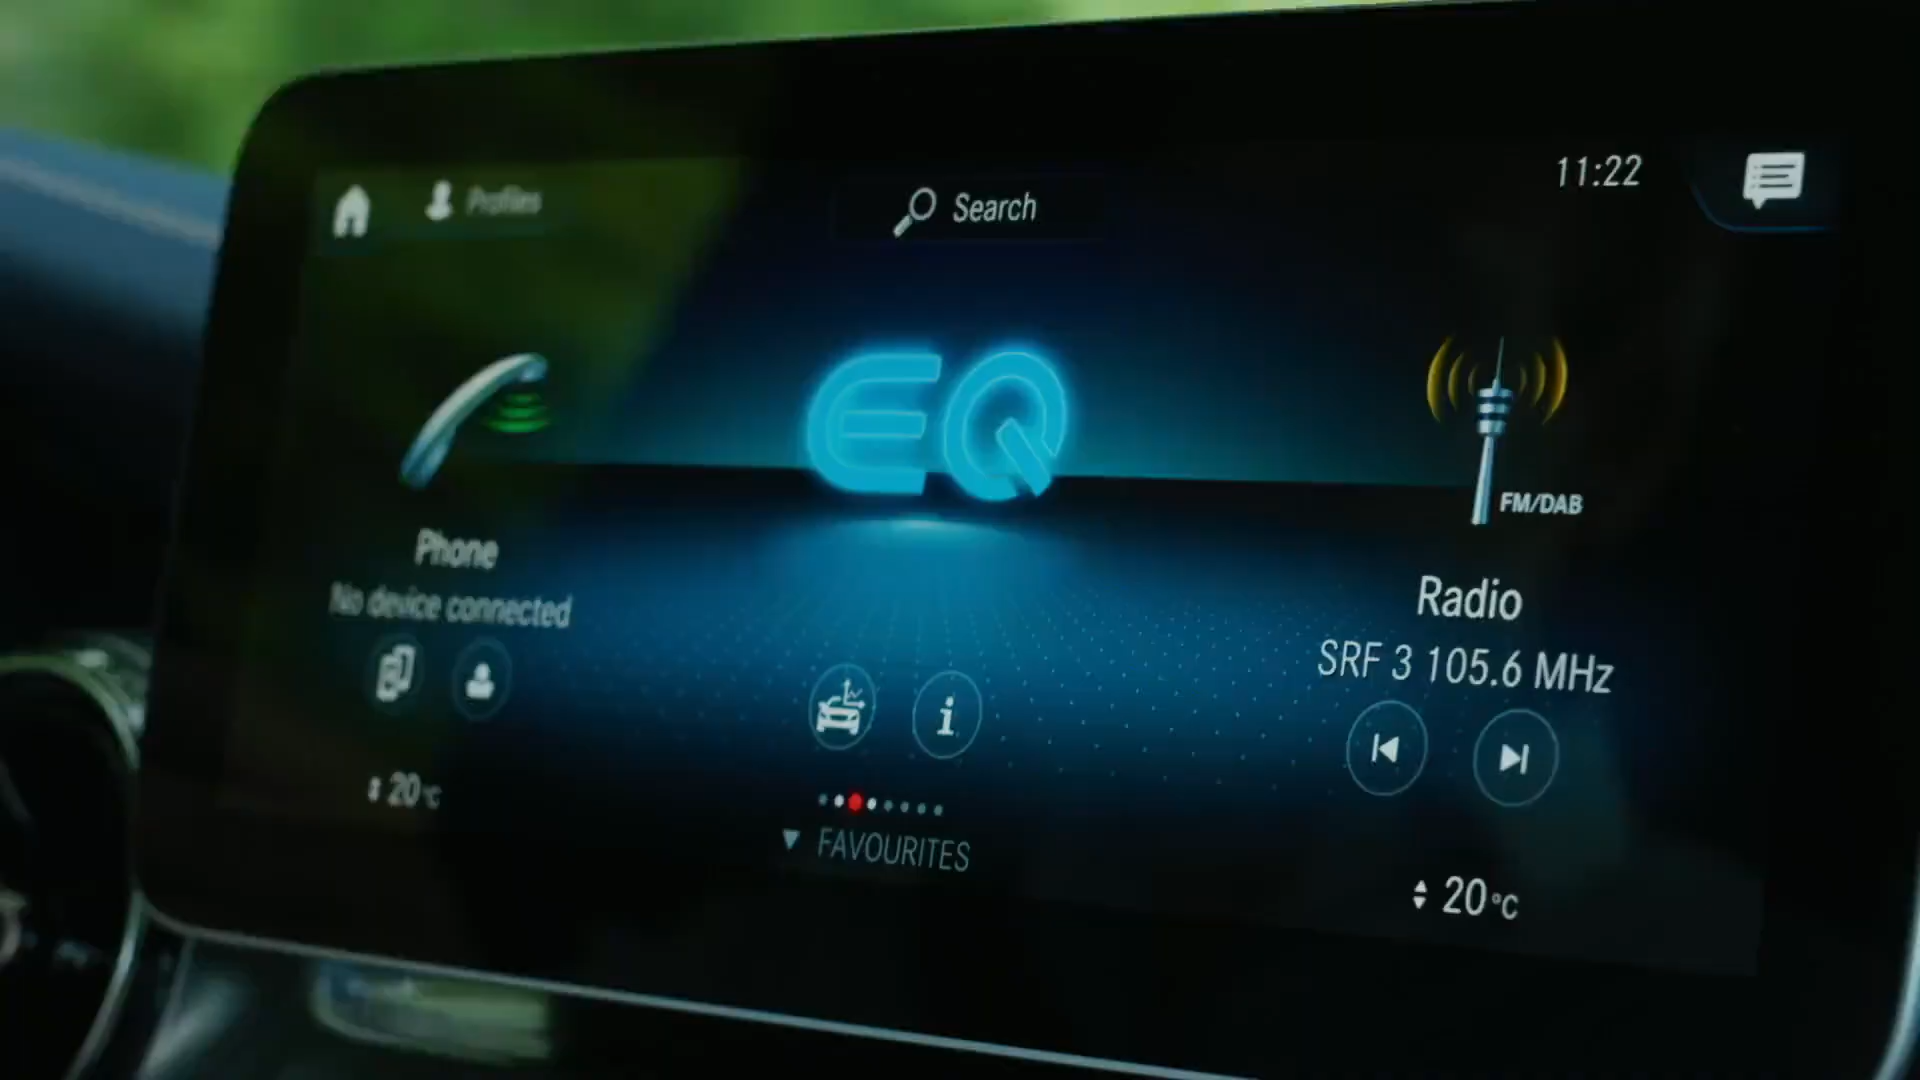 Profiles
Search
11:22
EQ
FM/DAB
Phone
No device connected
Radio
SRF 3 105.6 MHz
i
20°C
FAVOURITES
20°C